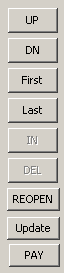 UP
DN
First
Last
IN
DEL
REOPEN
Update
PAY